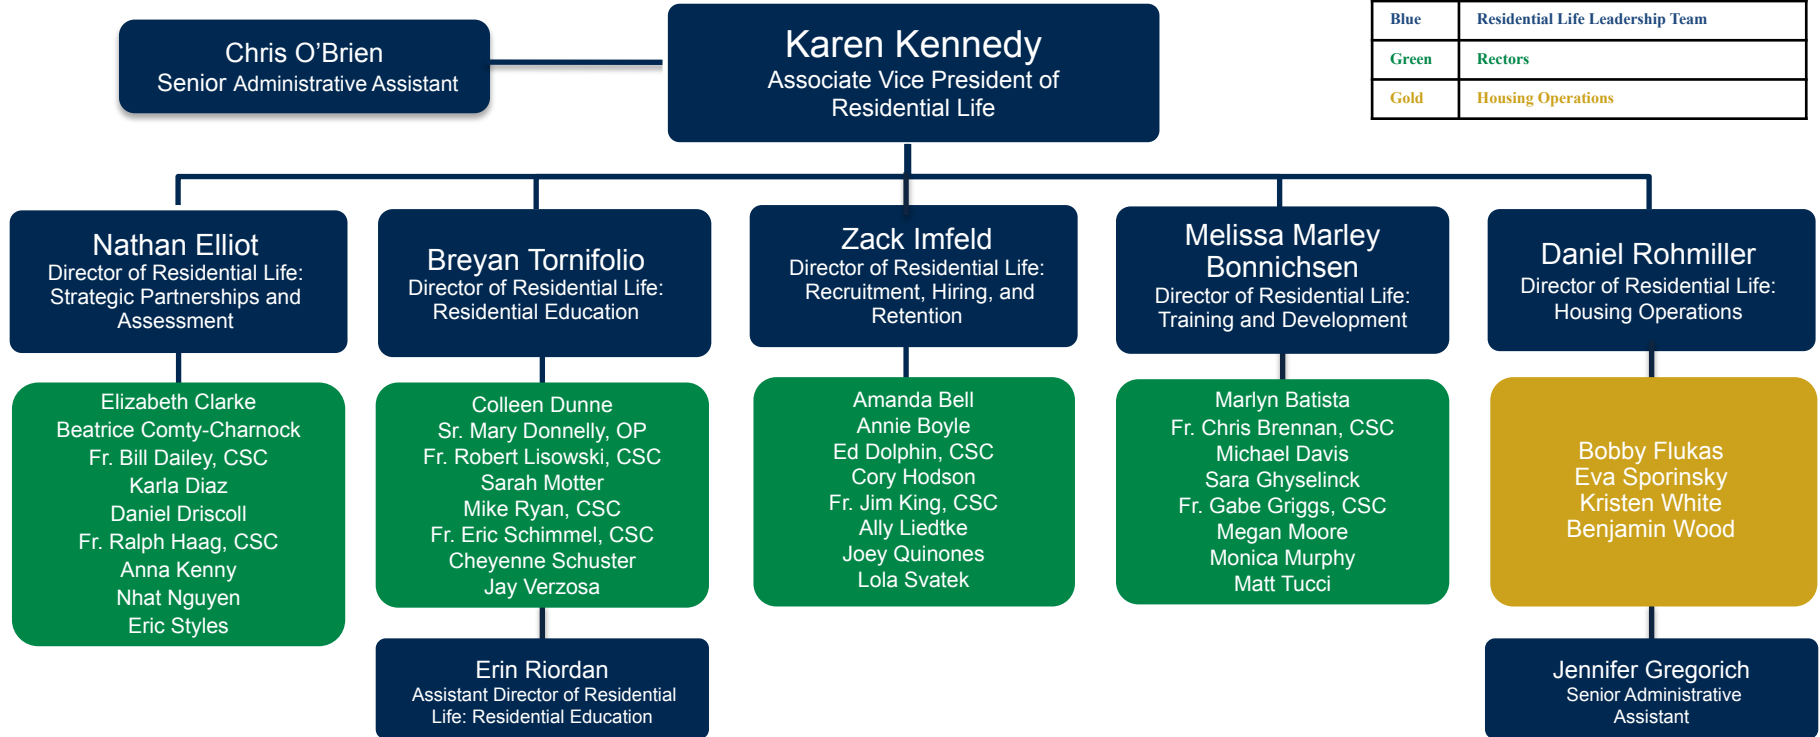 Chris O’Brien
Senior Administrative Assistant
Karen Kennedy
Associate Vice President of
Residential Life
Blue Residential Life Leadership Team
Green Rectors
Gold Housing Operations
Nathan Elliot
Director of Residential Life:
Strategic Partnerships and
Assessment
Breyan Tornifolio
Director of Residential Life:
Residential Education
Zack Imfeld
Director of Residential Life:
Recruitment, Hiring, and
Retention
Melissa Marley
Bonnichsen
Director of Residential Life:
Training and Development
Daniel Rohmiller
Director of Residential Life:
Housing Operations
Elizabeth Clarke
Beatrice Comty-Charnock
Fr. Bill Dailey, CSC
Karla Diaz
Daniel Driscoll
Fr. Ralph Haag, CSC
Anna Kenny
Nhat Nguyen
Eric Styles
Colleen Dunne
Sr. Mary Donnelly, OP
Fr. Robert Lisowski, CSC
Sarah Motter
Mike Ryan, CSC
Fr. Eric Schimmel, CSC
Cheyenne Schuster
Jay Verzosa
Amanda Bell
Annie Boyle
Ed Dolphin, CSC
Cory Hodson
Fr. Jim King, CSC
Ally Liedtke
Joey Quinones
Lola Svatek
Marlyn Batista
Fr. Chris Brennan, CSC
Michael Davis
Sara Ghyselinck
Fr. Gabe Griggs, CSC
Megan Moore
Monica Murphy
Matt Tucci
Bobby Flukas
Eva Sporinsky
Kristen White
Benjamin Wood
Erin Riordan
Assistant Director of Residential
Life: Residential Education
Jennifer Gregorich
Senior Administrative
Assistant